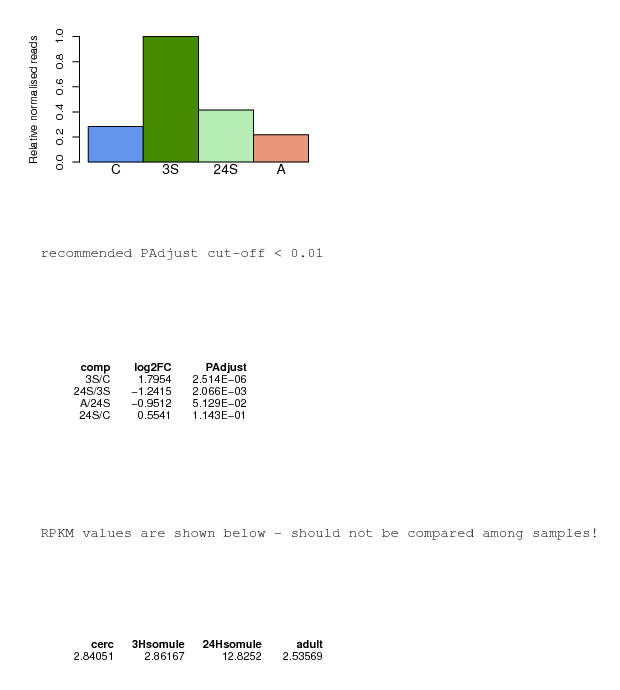 Relative normalised reads
1.0
0.8
0.6
0.4
0.2
0.0
C 3S 24S A
recommended PAdjust cut-off < 0.01
comp log2FC PAdjust
3S/C 1.7954 2.514E−06
24S/3S −1.2415 2.066E−03
A/24S −0.9512 5.129E−02
24S/C 0.5541 1.143E−01
RPKM values are shown below - should not be compared among samples!
cerc 3Hsomule 24Hsomule adult
2.84051 2.86167 12.8252 2.53569